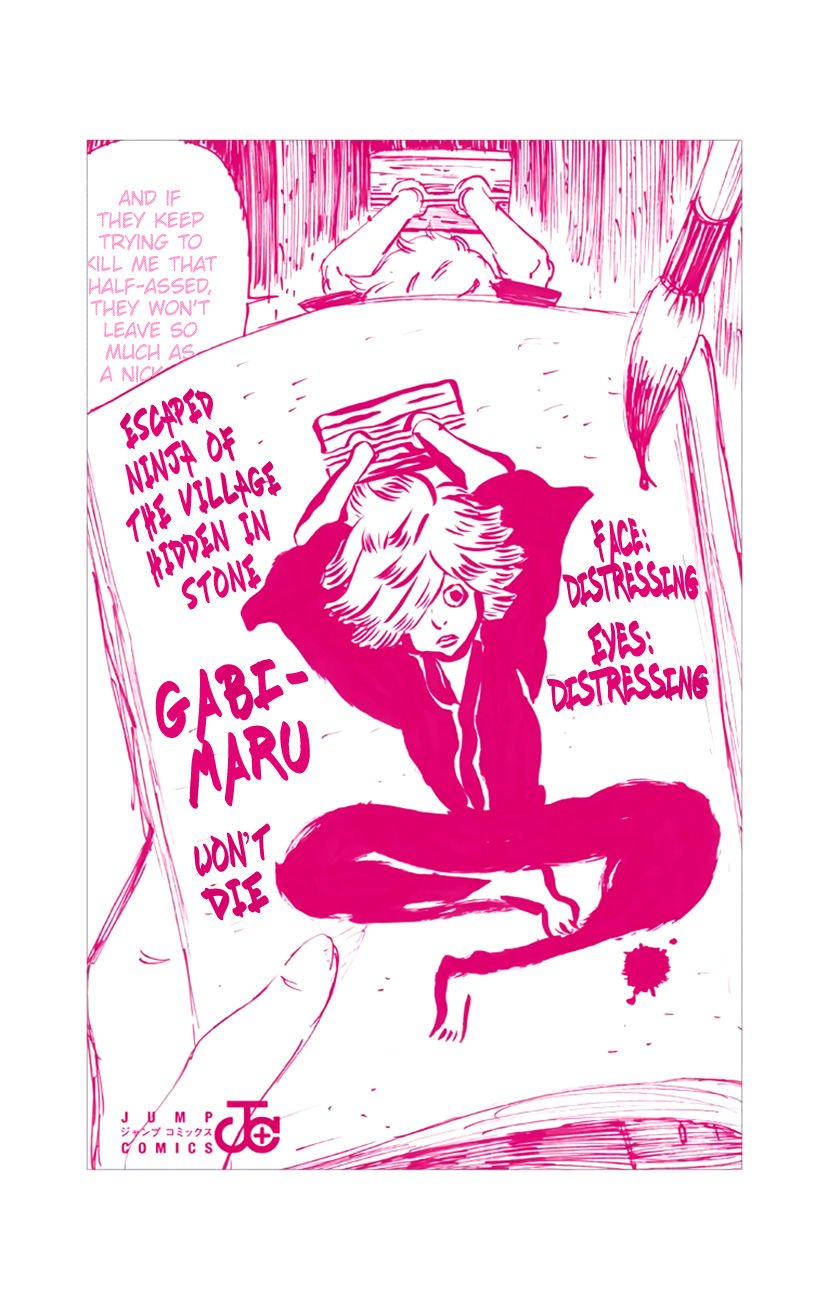 AND IF
THEY KEEP
TRYING TO
KILL ME THAT
HALF-ASSED,
THEY WON'T
LEAVE SO
MUCH AS
A NICK
ESCAPED
NINJA OF
THE VILLAGE
HIDDEN IN
STONE
GABI-
MARU
WON'T
DIE
FACE:
DISTRESSING
EYES:
DISTRESSING
JUMP
ジャンプ コミックス
COMICS